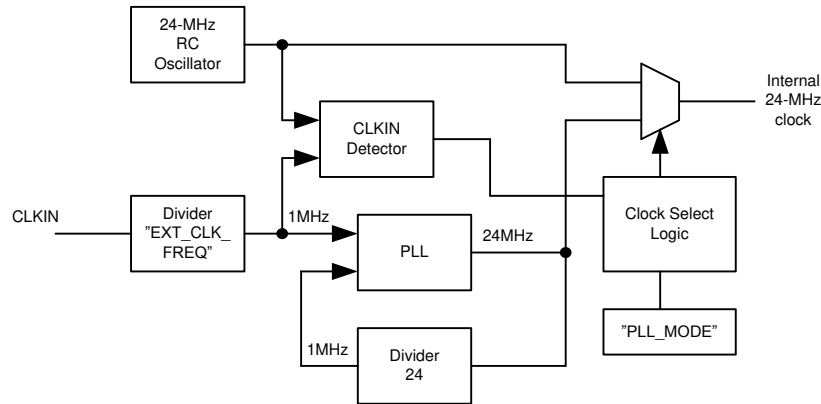 24-MHz
RC
Oscillator
Internal
24-MHz
clock
CLKIN
Detector
CLKIN
Divider
"EXT_CLK_
FREQ"
1MHz
PLL
24MHz
Clock Select
Logic
1MHz
Divider
24
"PLL_MODE"